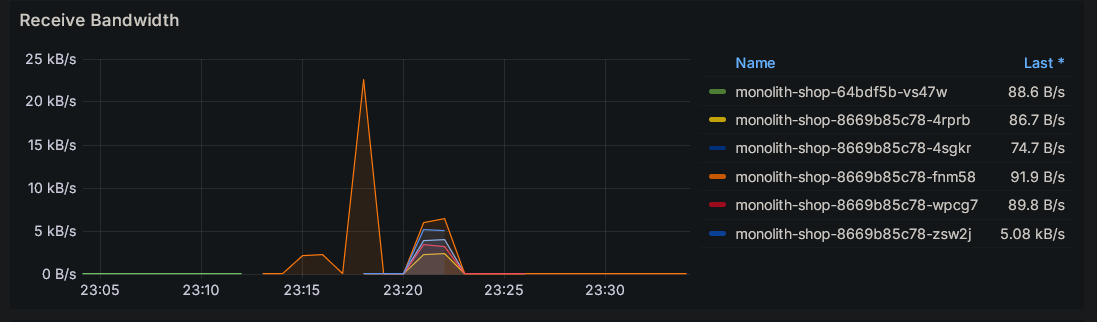 Receive Bandwidth
25 kB/s
20 kB/s
15 kB/s
10 kB/s
5 kB/s
0 B/s
23:05 23:10 23:15 23:20 23:25 23:30
Name Last *
monolith-shop-64bdf5b-vs47w 88.6 B/s
monolith-shop-8669b85c78-4rprb 86.7 B/s
monolith-shop-8669b85c78-4sgkr 74.7 B/s
monolith-shop-8669b85c78-fnm58 91.9 B/s
monolith-shop-8669b85c78-wpcg7 89.8 B/s
monolith-shop-8669b85c78-zsw2j 5.08 kB/s